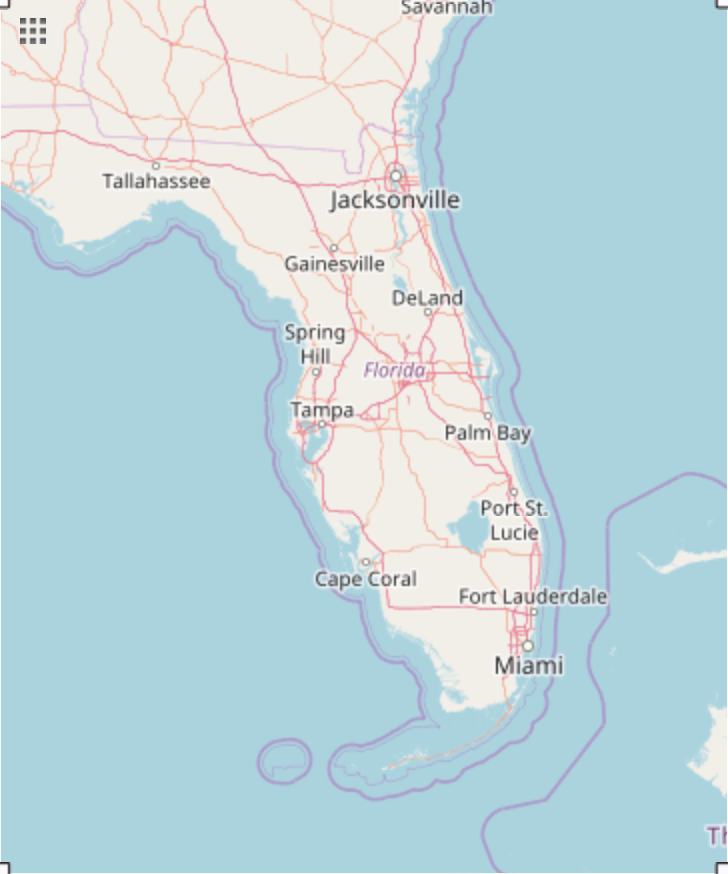 Savannah
Tallahassee
Jacksonville
Gainesville
DeLand
Spring
Hill
Florida
Tampa
Palm Bay
Port St.
Lucie
Cape Coral
Fort Lauderdale
Miami
Th